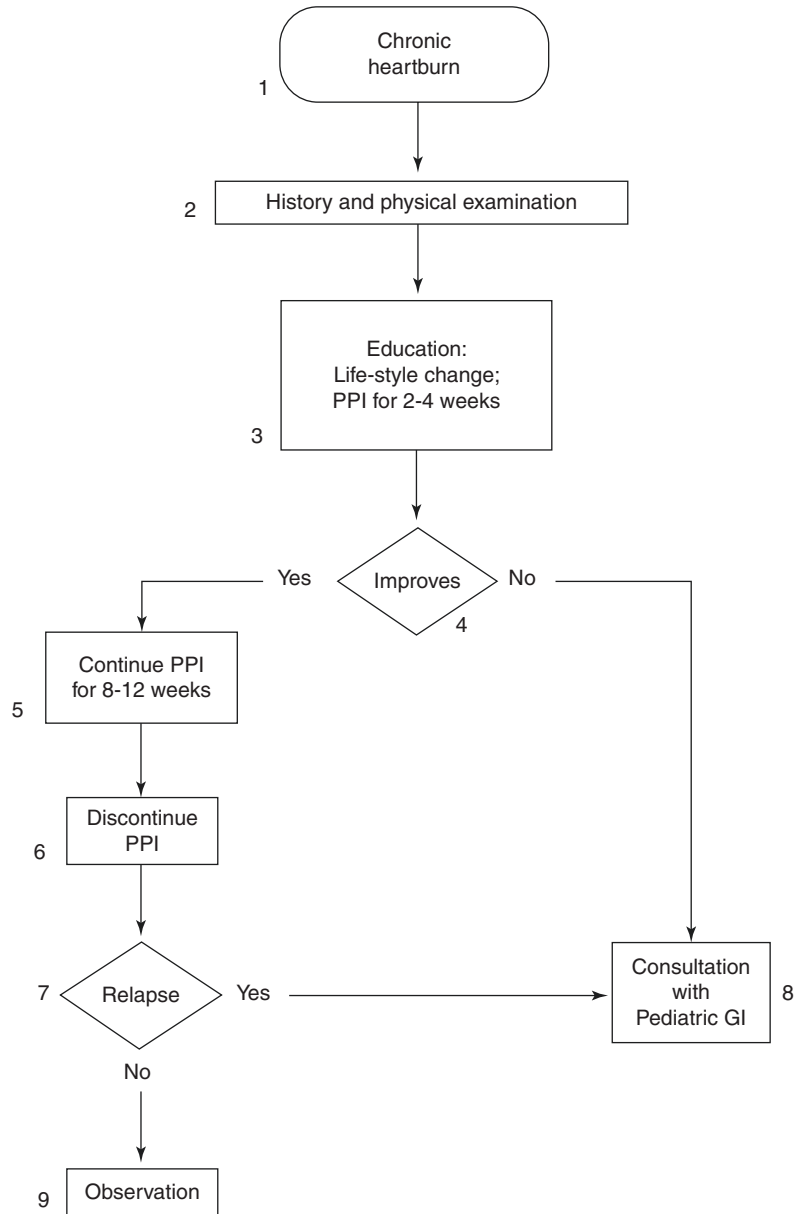 Chronic
heartburn
1
History and physical examination
2
Education:
Life-style change;
PPI for 2-4 weeks
3
Yes
Improves
No
4
Continue PPI
for 8-12 weeks
5
Discontinue
PPI
6
7
Relapse
Yes
Consultation
with
Pediatric GI
8
No
Observation
9